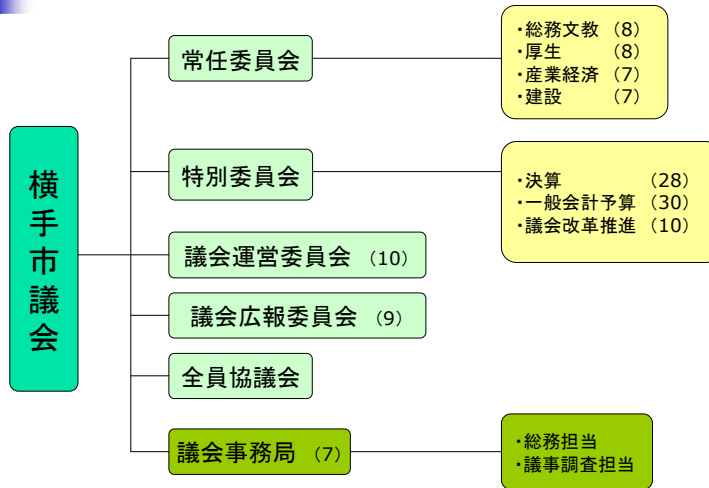 横手市議会
常任委員会
・総務文教 (8)
・厚生 (8)
・産業経済 (7)
・建設 (7)
特別委員会
・決算 (28)
・一般会計予算 (30)
・議会改革推進 (10)
議会運営委員会 (10)
議会広報委員会 (9)
全員協議会
議会事務局 (7)
・総務担当
・議事調査担当